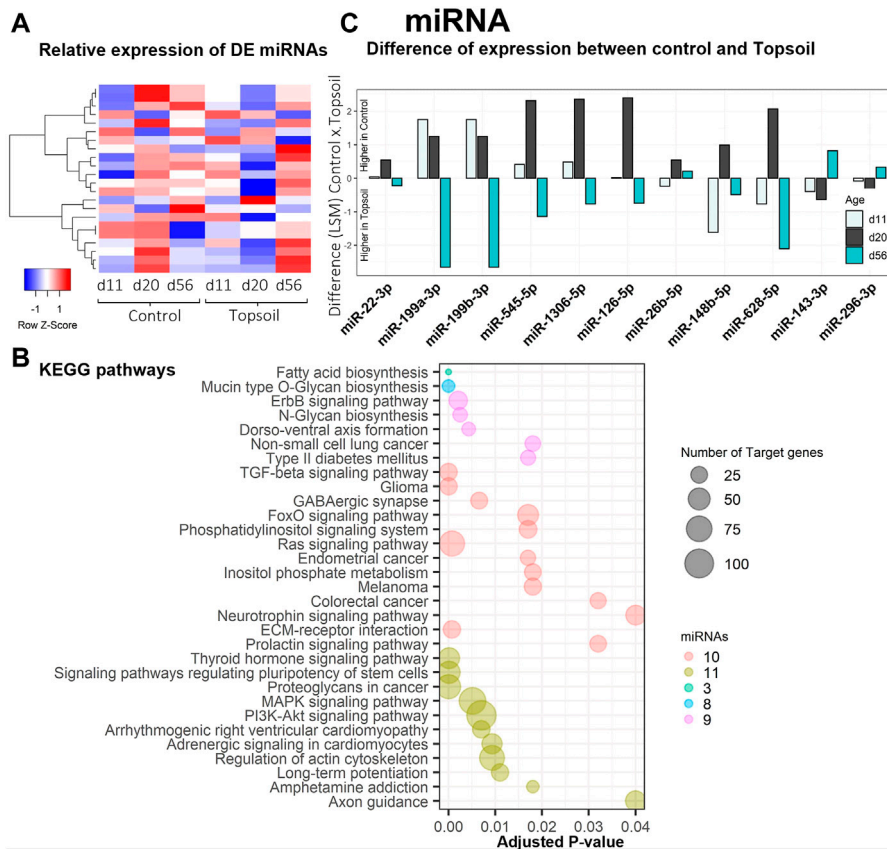 A
miRNA
C
Relative expression of DE miRNAs
Difference of expression between control and Topsoil
Difference (LSM) Control x Topsoil
Higher in Topsoil Higher in Control
2
1
0
-1
-2
Age
d11
d20
d56
-1 1
Row Z-Score
d11 d20 d56 d11 d20 d56
Control Topsoil
miR-22-3p
miR-199a-3p
miR-199b-3p
miR-545-5p
miR-1306-5p
miR-126-5p
miR-26b-5p
miR-148b-5p
miR-628-5p
miR-143-3p
miR-296-3p
B
KEGG pathways
Fatty acid biosynthesis
Mucin type O-Glycan biosynthesis
ErbB signaling pathway
N-Glycan biosynthesis
Dorso-ventral axis formation
Non-small cell lung cancer
Type II diabetes mellitus
TGF-beta signaling pathway
Glioma
GABAergic synapse
FoxO signaling pathway
Phosphatidylinositol signaling system
Ras signaling pathway
Endometrial cancer
Inositol phosphate metabolism
Melanoma
Colorectal cancer
Neurotrophin signaling pathway
ECM-receptor interaction
Prolactin signaling pathway
Thyroid hormone signaling pathway
Signaling pathways regulating pluripotency of stem cells
Proteoglycans in cancer
MAPK signaling pathway
PI3K-Akt signaling pathway
Arrhythmogenic right ventricular cardiomyopathy
Adrenergic signaling in cardiomyocytes
Regulation of actin cytoskeleton
Long-term potentiation
Amphetamine addiction
Axon guidance
0.00 0.01 0.02 0.03 0.04
Adjusted P-value
Number of Target genes
25
50
75
100
miRNAs
10
11
3
8
9